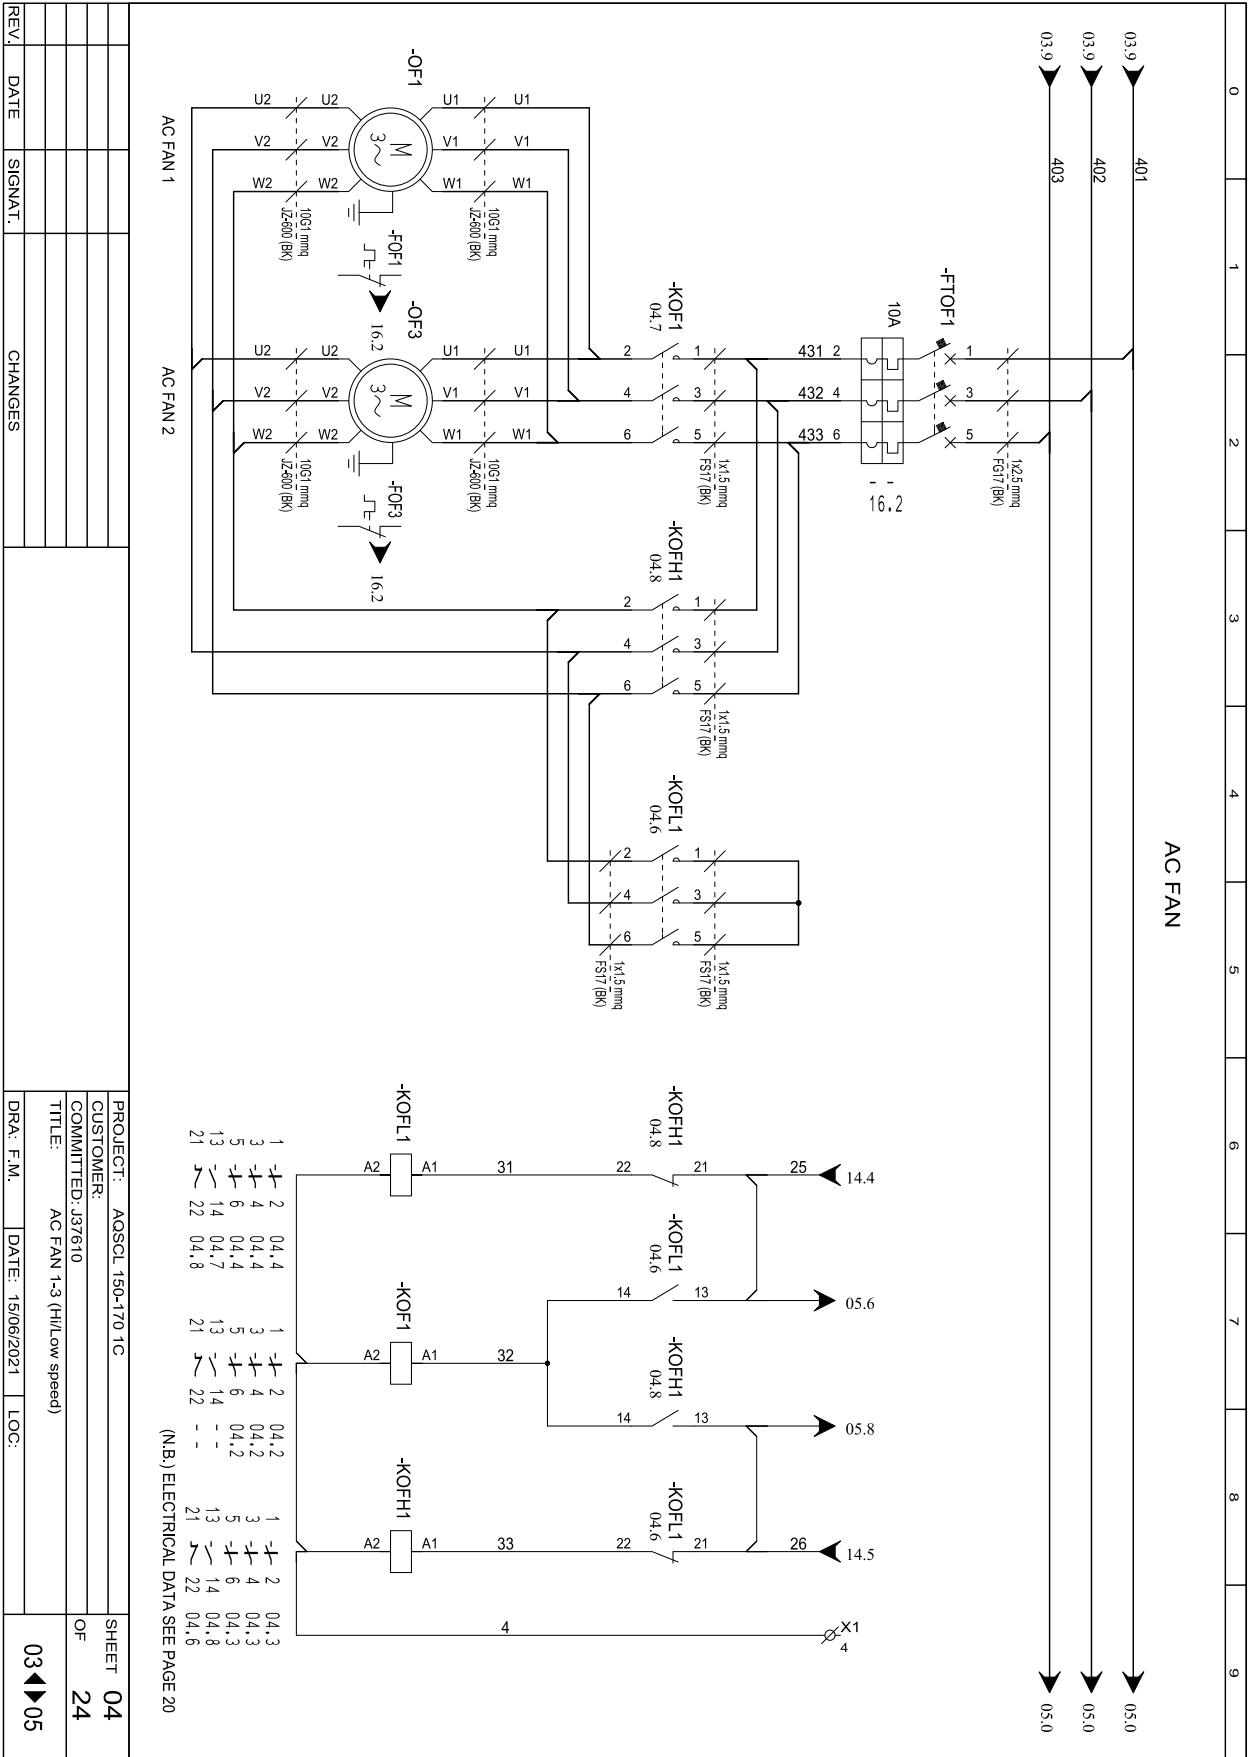 0 1 2 3 4 5 6 7 8 9
AC FAN
03.9 401 05.0
03.9 402 05.0
03.9 403 05.0
-FTOF1
1 3 5
1x2.5 mmq
FG17 (BK)
10A
431 2
432 4
433 6
- -
16.2
-KOF1
04.7
1 3 5
2 4 6
1x1.5 mmq
FS17 (BK)
-KOFH1
04.8
1 3 5
2 4 6
1x1.5 mmq
FS17 (BK)
-KOFL1
04.6
1 3 5
2 4 6
1x1.5 mmq
FS17 (BK)
1x1.5 mmq
FS17 (BK)
-OF1
U1 V1 W1
U1 V1 W1
10G1 mmq
JZ-600 (BK)
M
3~
U2 V2 W2
U2 V2 W2
10G1 mmq
JZ-600 (BK)
-FOF1
16.2
AC FAN 1
-OF3
U1 V1 W1
U1 V1 W1
10G1 mmq
JZ-600 (BK)
M
3~
U2 V2 W2
U2 V2 W2
10G1 mmq
JZ-600 (BK)
-FOF3
16.2
AC FAN 2
14.4
25
05.6
05.8
14.5
26
X1
4
-KOFH1
04.8
21
22
31
-KOFL1
04.6
13
14
-KOFH1
04.8
13
14
32
-KOFL1
04.6
21
22
33
4
-KOFL1
A1
A2
-KOF1
A1
A2
-KOFH1
A1
A2
1 2 04.4
3 4 04.4
5 6 04.4
13 14 04.7
21 22 04.8
1 2 04.2
3 4 04.2
5 6 04.2
13 14 - -
21 22 - -
1 2 04.3
3 4 04.3
5 6 04.3
13 14 04.8
21 22 04.6
(N.B.) ELECTRICAL DATA SEE PAGE 20
REV. DATE SIGNAT. CHANGES
PROJECT: AQSCL 150-170 1C
CUSTOMER:
COMMITTED: J37610
TITLE: AC FAN 1-3 (Hi/Low speed)
DRA: F.M. DATE: 15/06/2021 LOC:
SHEET 04
OF 24
03 05